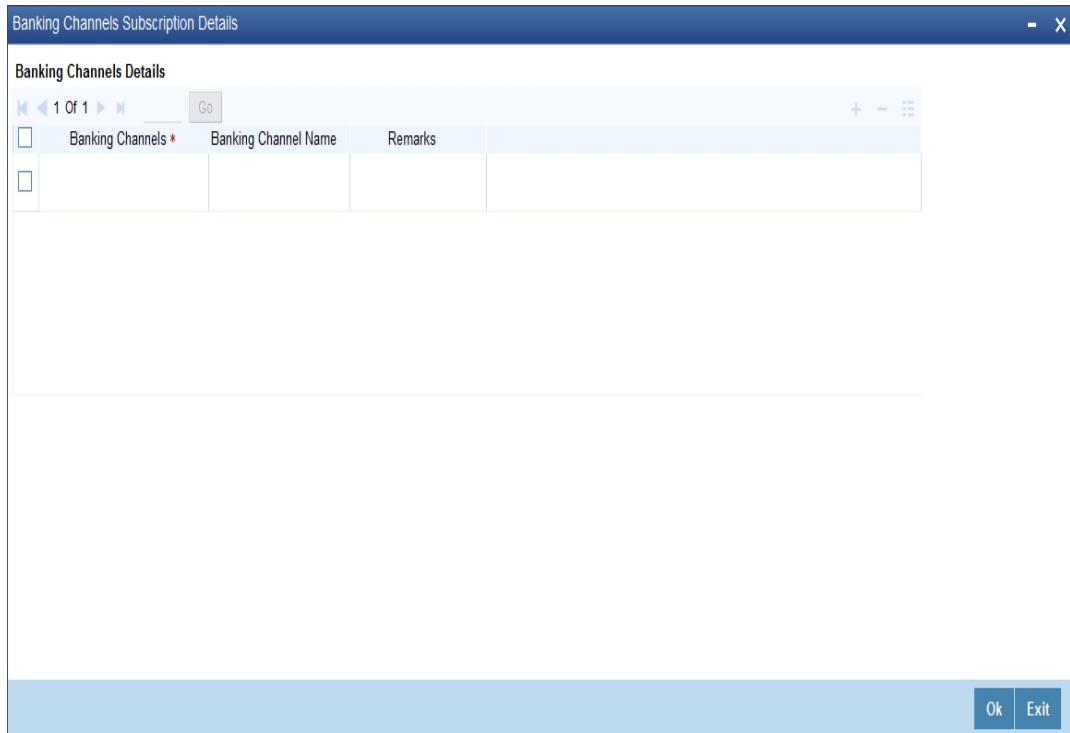 Banking Channels Subscription Details
Banking Channels Details
1 Of 1 Go
Banking Channels * Banking Channel Name Remarks
Ok Exit